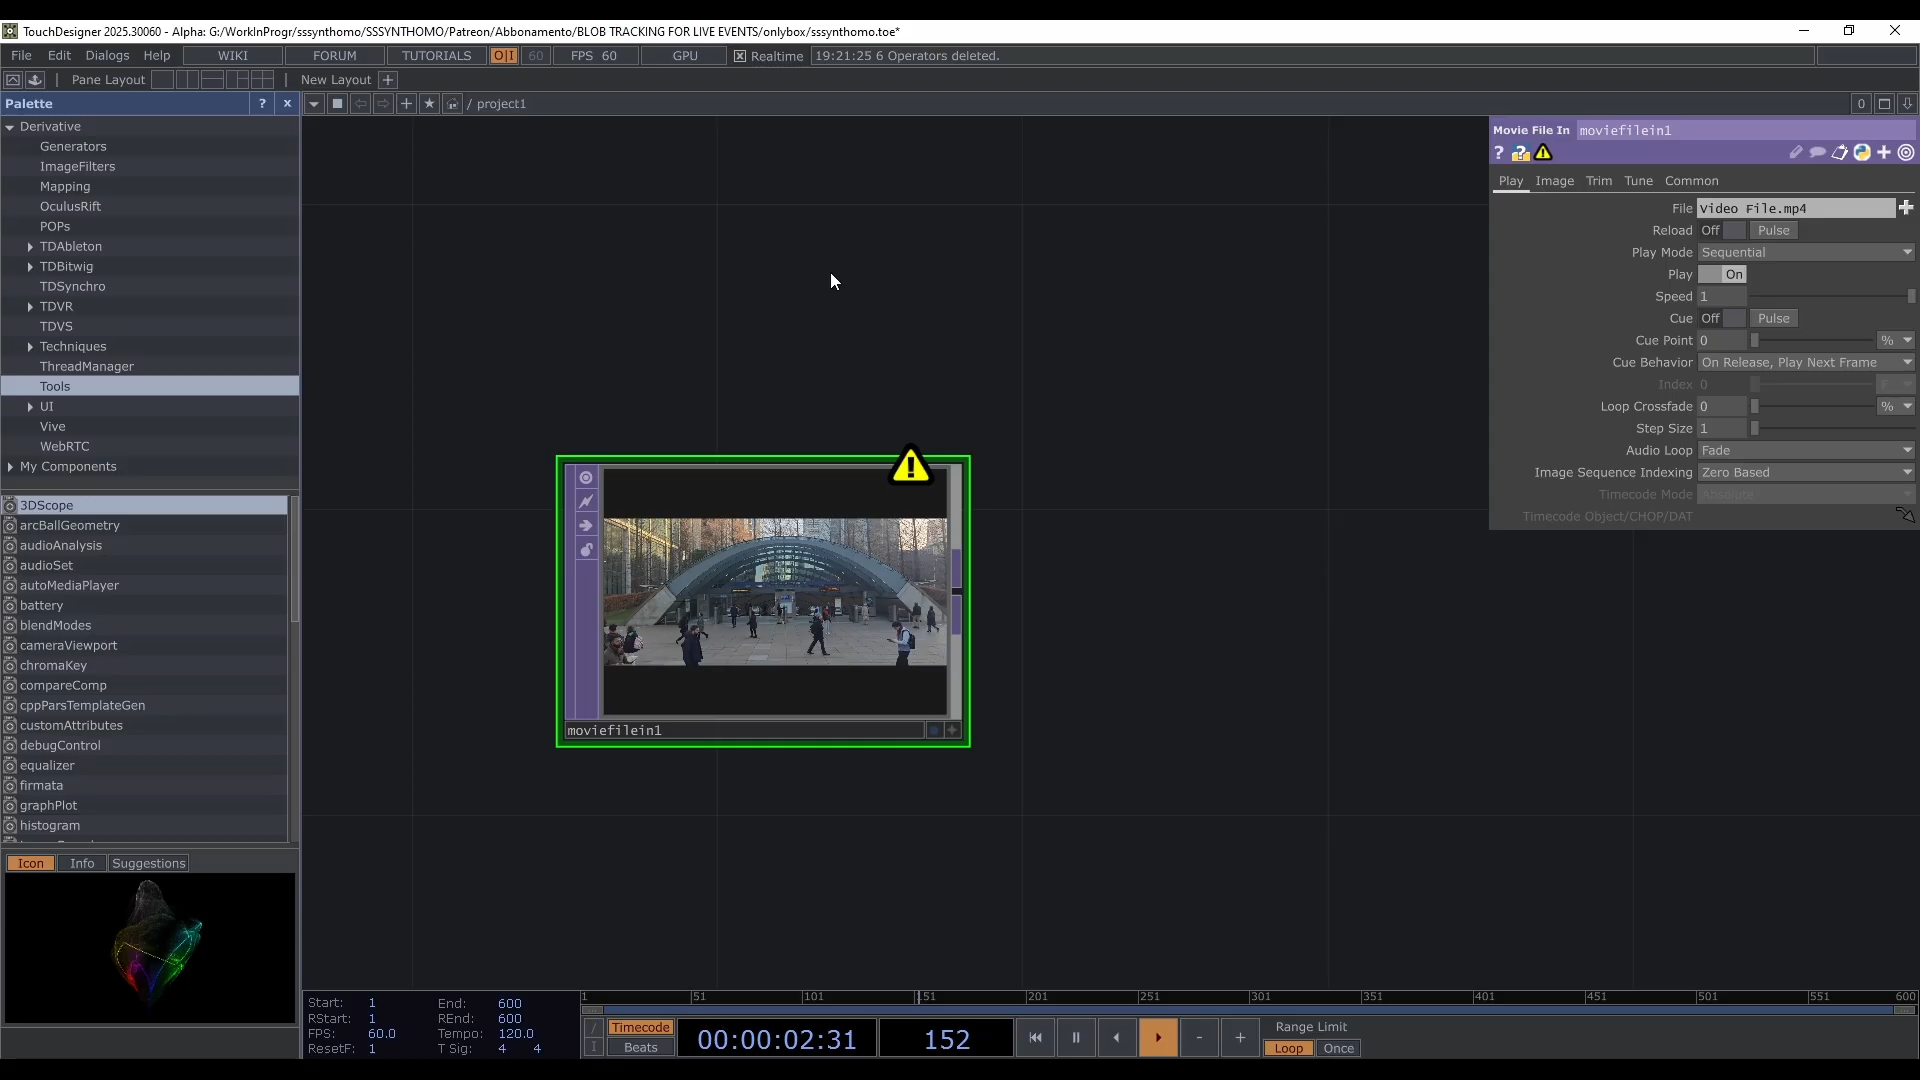 TouchDesigner 2025.30060 - Alpha: G:/WorkInProgr/sssynthomo/SSSYNTHOMO/Patreon/Abbonamento/BLOB TRACKING FOR LIVE EVENTS/onlybox/sssynthomo.toe*
File Edit Dialogs Help WIKI FORUM TUTORIALS O|I 60 FPS 60 GPU Realtime 19:21:25 6 Operators deleted.
Pane Layout New Layout +
Palette ? x / project1 0
Derivative
Generators
ImageFilters
Mapping
OculusRift
POPs
TDAbleton
TDBitwig
TDSynchro
TDVR
TDVS
Techniques
ThreadManager
Tools
UI
Vive
WebRTC
My Components
3DScope
arcBallGeometry
audioAnalysis
audioSet
autoMediaPlayer
battery
blendModes
cameraViewport
chromaKey
compareComp
cppParsTemplateGen
customAttributes
debugControl
equalizer
firmata
graphPlot
histogram
Icon Info Suggestions
moviefilein1
Movie File In moviefilein1
? ?
Play Image Trim Tune Common
File Video File.mp4
Reload Off Pulse
Play Mode Sequential
Play On
Speed 1
Cue Off Pulse
Cue Point 0 %
Cue Behavior On Release, Play Next Frame
Index 0 F
Loop Crossfade 0 %
Step Size 1
Audio Loop Fade
Image Sequence Indexing Zero Based
Timecode Mode Absolute
Timecode Object/CHOP/DAT
1 51 101 151 201 251 301 351 401 451 501 551 600
Start: 1 End: 600
RStart: 1 REnd: 600
FPS: 60.0 Tempo: 120.0
ResetF: 1 T Sig: 4 4
/ Timecode
I Beats
00:00:02:31 152
- +
Range Limit
Loop Once